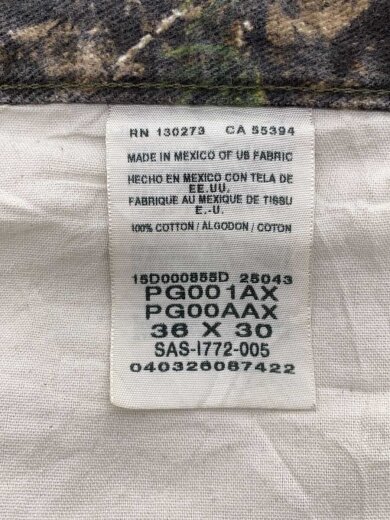 RN 130273 CA 55394
MADE IN MEXICO OF US FABRIC
HECHO EN MEXICO CON TELA DE
EE.UU.
FABRIQUE AU MEXIQUE DE TISSU
E.-U.
100% COTTON / ALGODON / COTON
15D000855D 25043
PG001AX
PG00AAX
36 X 30
SAS-I772-005
040326087422